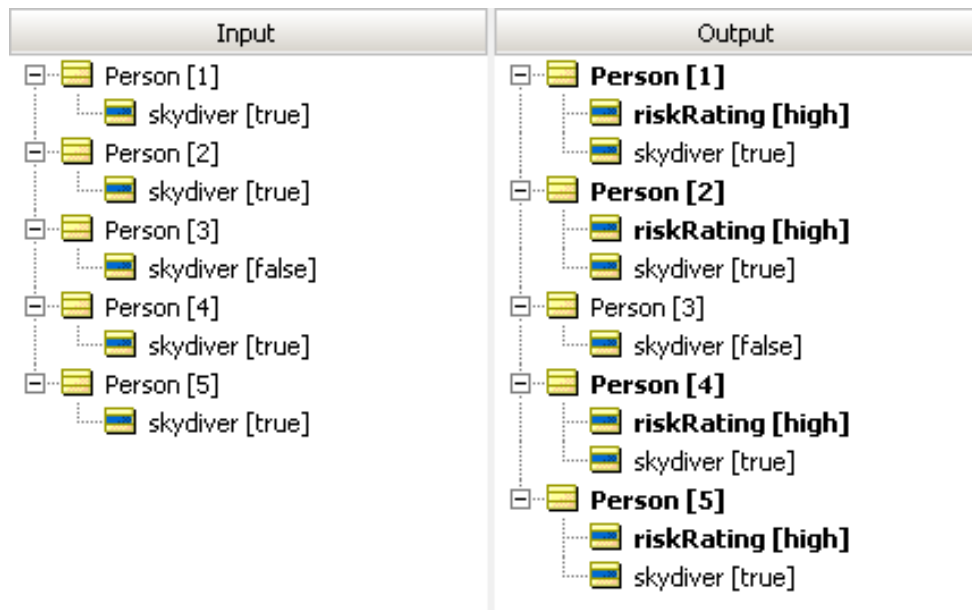 Input
Person [1]
skydiver [true]
Person [2]
skydiver [true]
Person [3]
skydiver [false]
Person [4]
skydiver [true]
Person [5]
skydiver [true]
Output
Person [1]
riskRating [high]
skydiver [true]
Person [2]
riskRating [high]
skydiver [true]
Person [3]
skydiver [false]
Person [4]
riskRating [high]
skydiver [true]
Person [5]
riskRating [high]
skydiver [true]